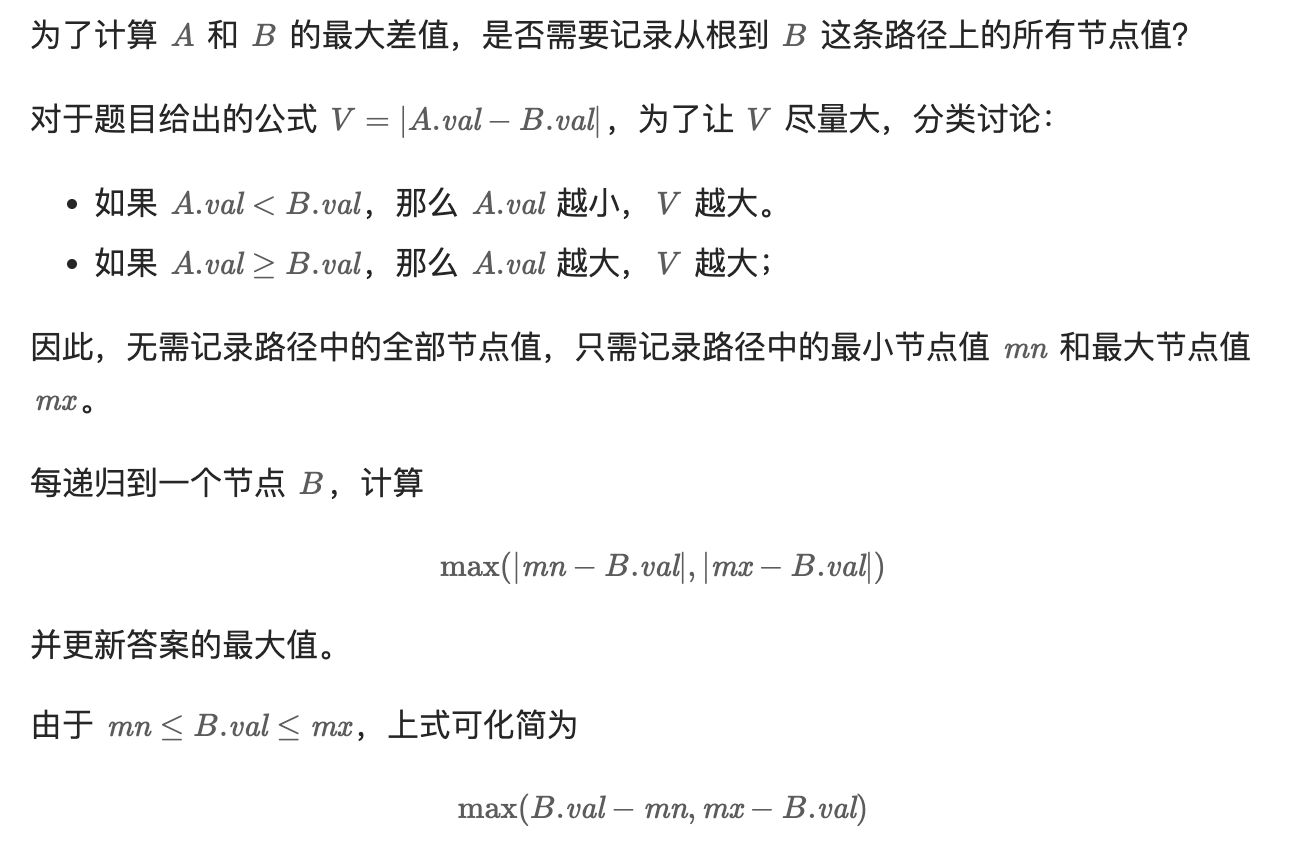 为了计算 A 和 B 的最大差值，是否需要记录从根到 B 这条路径上的所有节点值？
对于题目给出的公式 V = |A.val − B.val|，为了让 V 尽量大，分类讨论：
• 如果 A.val < B.val，那么 A.val 越小，V 越大。
• 如果 A.val ≥ B.val，那么 A.val 越大，V 越大；
因此，无需记录路径中的全部节点值，只需记录路径中的最小节点值 mn 和最大节点值
mx。
每递归到一个节点 B，计算
max(|mn − B.val|, |mx − B.val|)
并更新答案的最大值。
由于 mn ≤ B.val ≤ mx，上式可化简为
max(B.val − mn, mx − B.val)